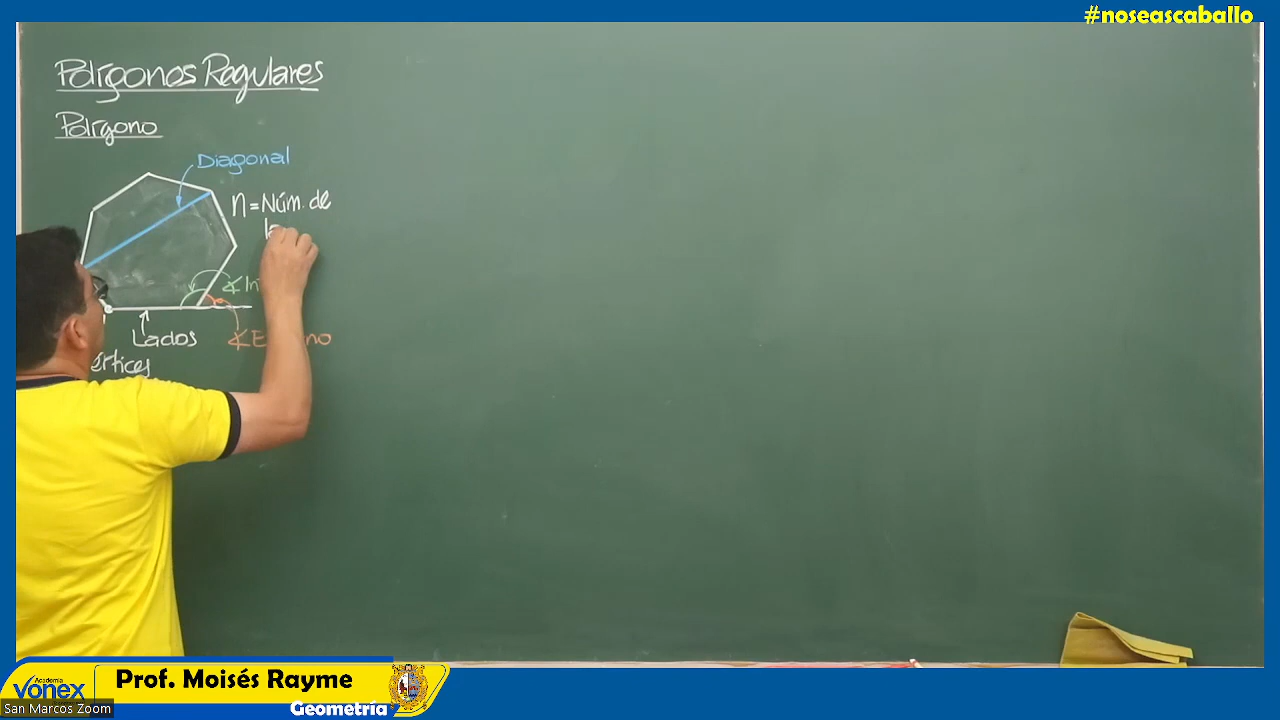 #noseascaballo
Polígonos Regulares
Polígono
Diagonal
n = Núm. de
Lados
Prof. Moisés Rayme
Academia
vonex
San Marcos Zoom
Geometría